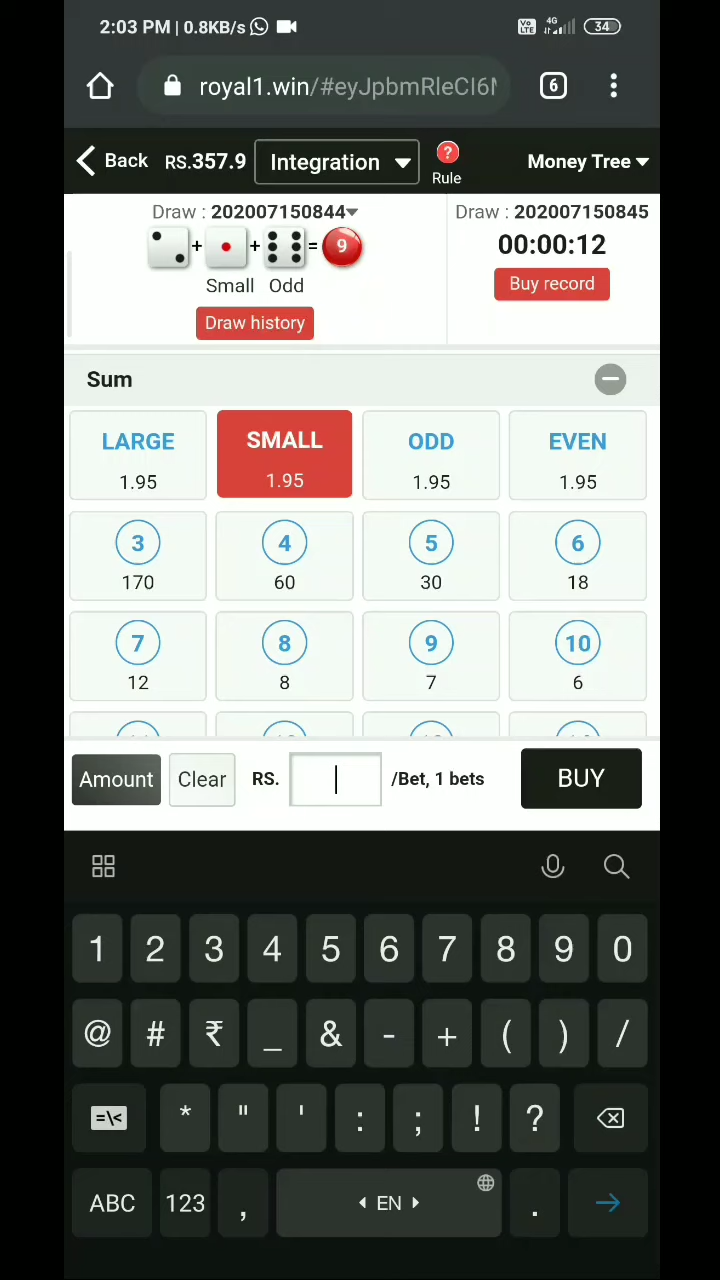 2:03 PM | 0.8KB/s
Vo LTE 4G 34
royal1.win/#eyJpbmRleCI6
6
Back RS.357.9 Integration ? Rule Money Tree
Draw : 202007150844
+ + = 9
Small Odd
Draw history
Draw : 202007150845
00:00:12
Buy record
Sum
LARGE SMALL ODD EVEN
1.95 1.95 1.95 1.95
3 4 5 6
170 60 30 18
7 8 9 10
12 8 7 6
Amount Clear RS. /Bet, 1 bets BUY
1 2 3 4 5 6 7 8 9 0
@ # ₹ _ & - + ( ) /
=\< * " ' : ; ! ?
ABC 123 , EN .